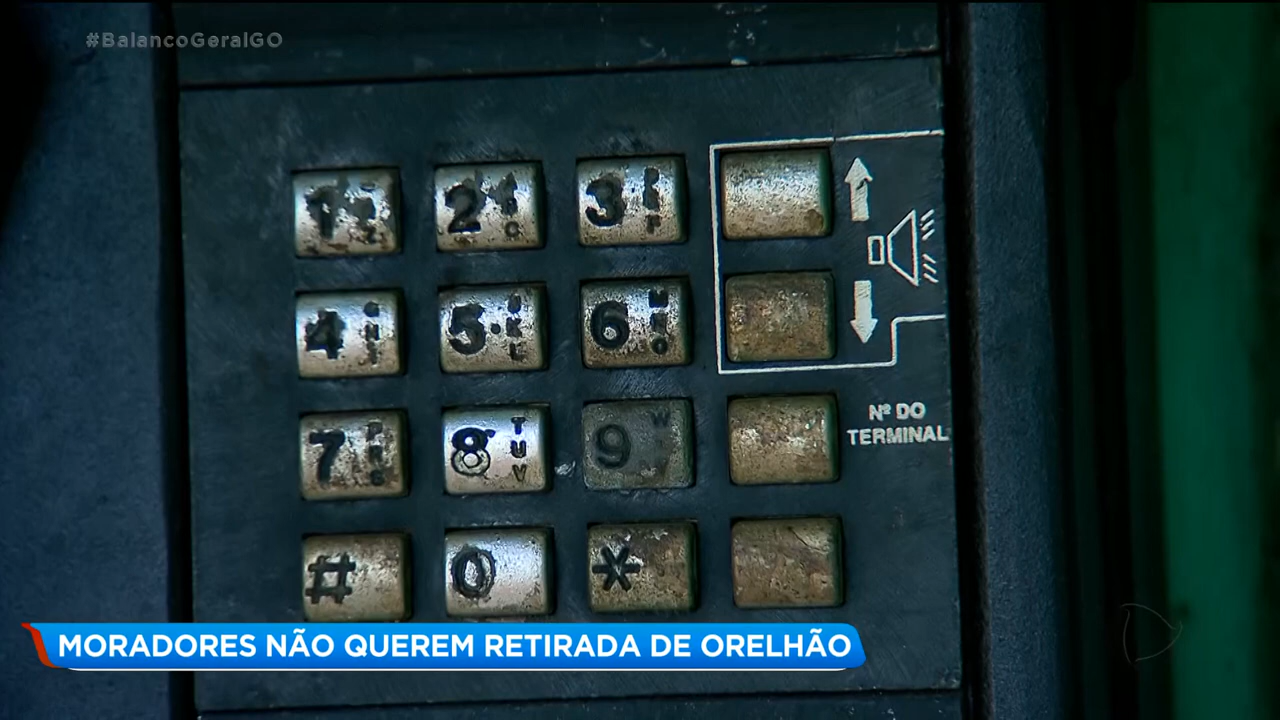 #BalancoGeralGO
1
2
3
4
5
6
Nº DO
TERMINAL
7
8 TUV
9 W
# 0 *
MORADORES NÃO QUEREM RETIRADA DE ORELHÃO